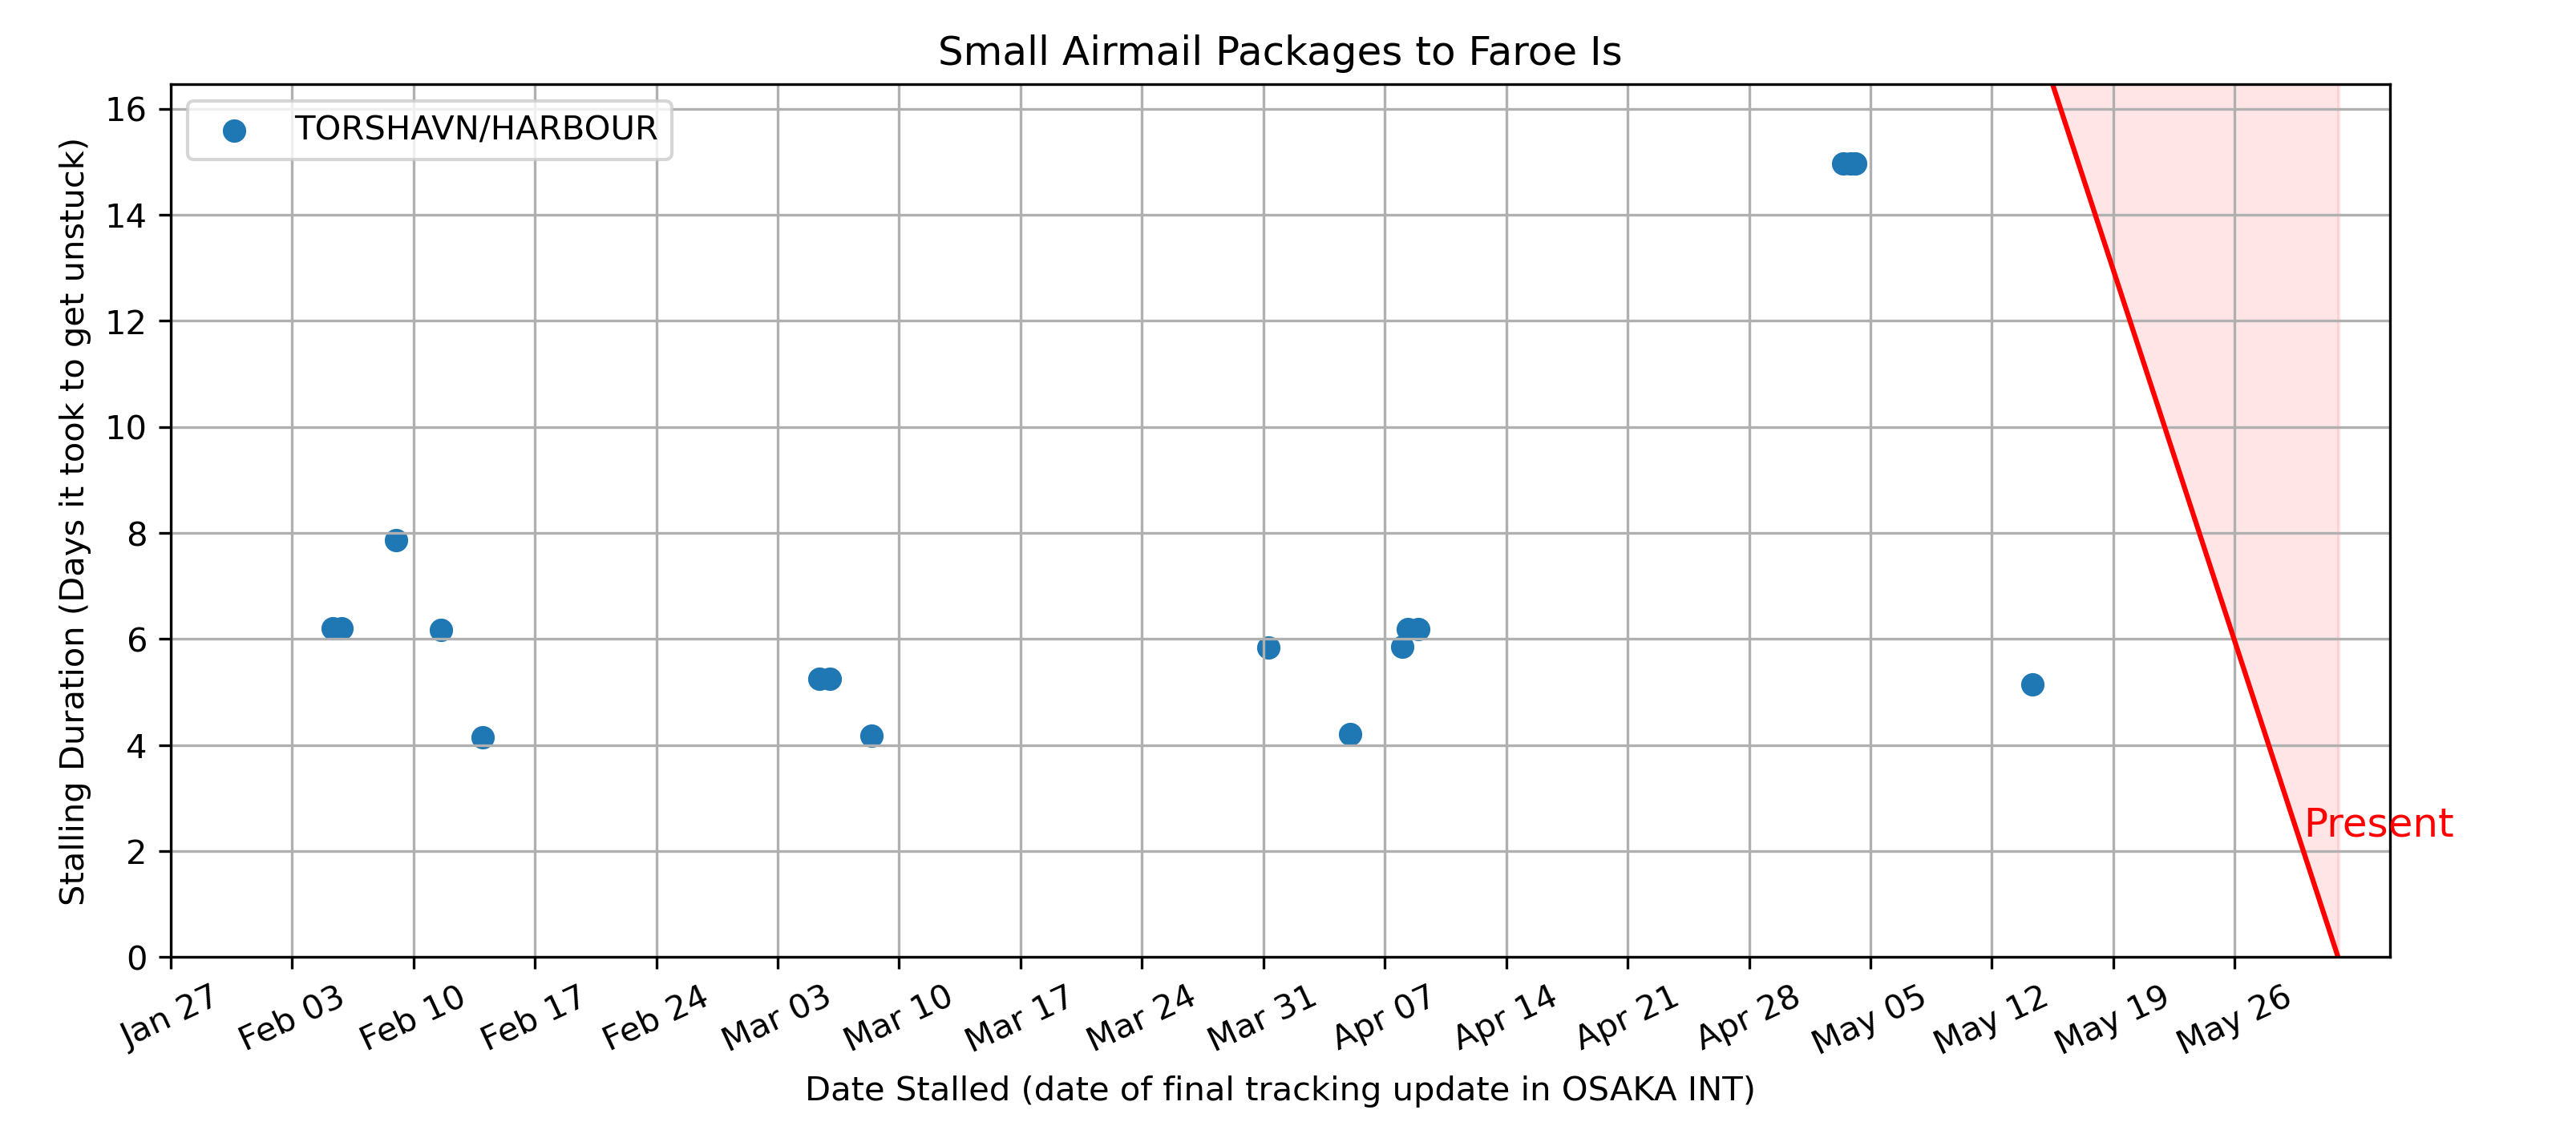 Small Airmail Packages to Faroe Is
TORSHAVN/HARBOUR
Stalling Duration (Days it took to get unstuck)
16
14
12
10
8
6
4
2
0
Present
Jan 27
Feb 03
Feb 10
Feb 17
Feb 24
Mar 03
Mar 10
Mar 17
Mar 24
Mar 31
Apr 07
Apr 14
Apr 21
Apr 28
May 05
May 12
May 19
May 26
Date Stalled (date of final tracking update in OSAKA INT)